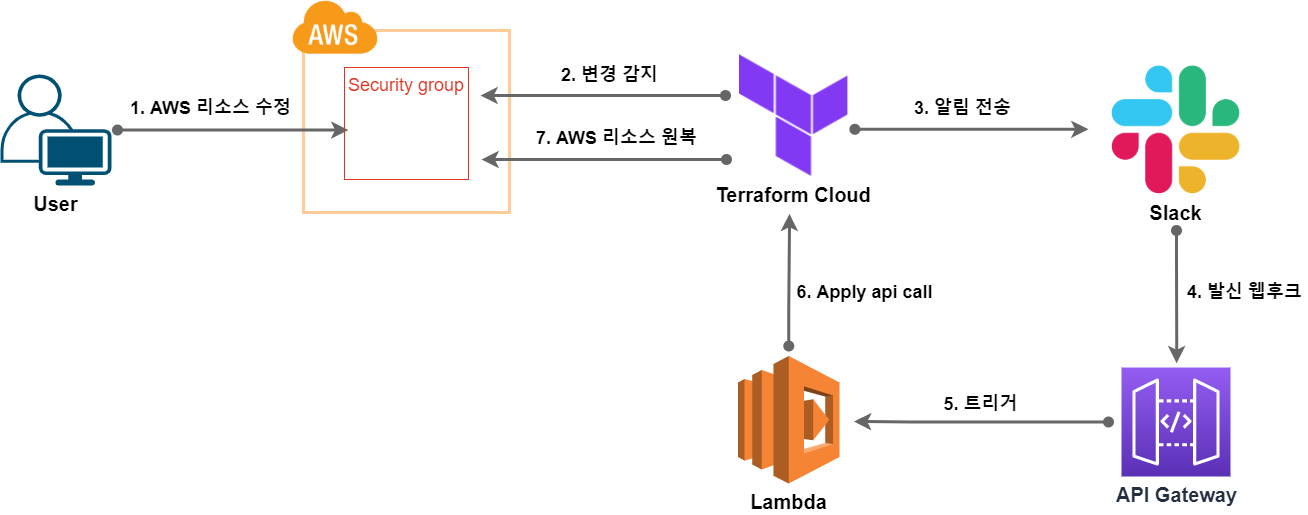 AWS
Security group
1. AWS 리소스 수정
2. 변경 감지
7. AWS 리소스 원복
3. 알림 전송
User
Terraform Cloud
Slack
6. Apply api call
4. 발신 웹후크
5. 트리거
</>
Lambda
API Gateway